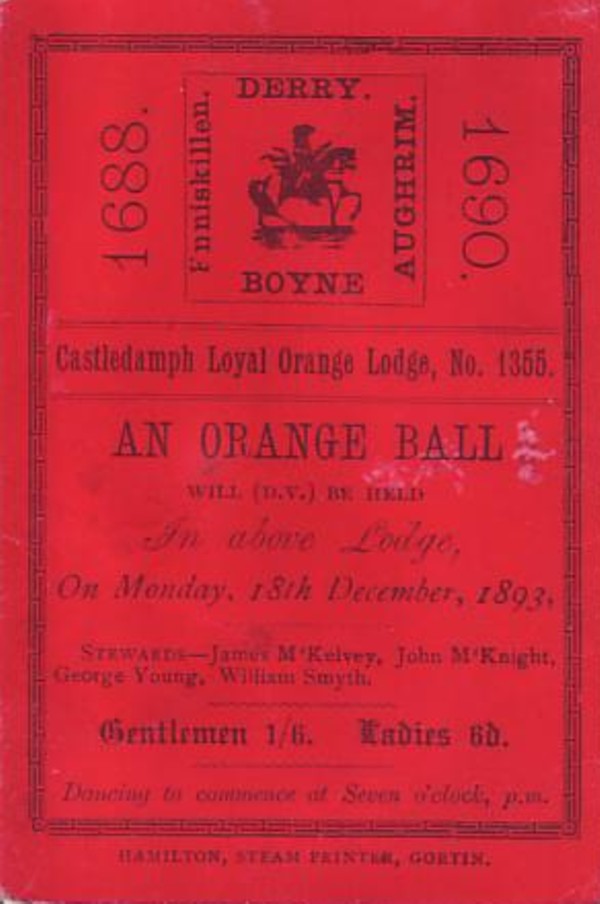 1688.
DERRY.
Enniskillen.
AUGHRIM.
BOYNE
1690.
Castledamph Loyal Orange Lodge, No. 1355.
AN ORANGE BALL
WILL (D.V.) BE HELD
In above Lodge,
On Monday, 18th December, 1893,
STEWARDS—James M‘Kelvey, John M‘Knight,
George Young, William Smyth.
Gentlemen 1/6. Ladies 6d.
Dancing to commence at Seven o'clock, p.m.
HAMILTON, STEAM PRINTER, GORTIN.